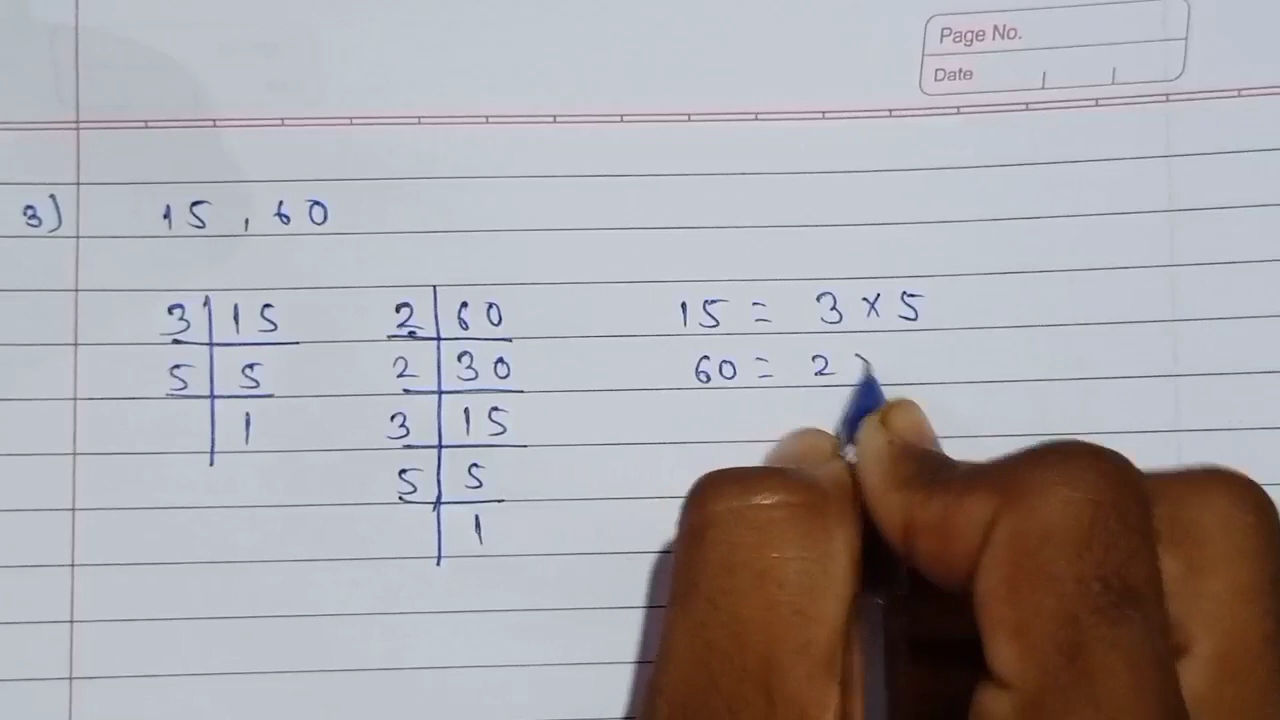 Page No.
Date
3) 15, 60
3 | 15 2 | 60 15 = 3 × 5
5 | 5 2 | 30 60 = 2
1 3 | 15
5 | 5
1